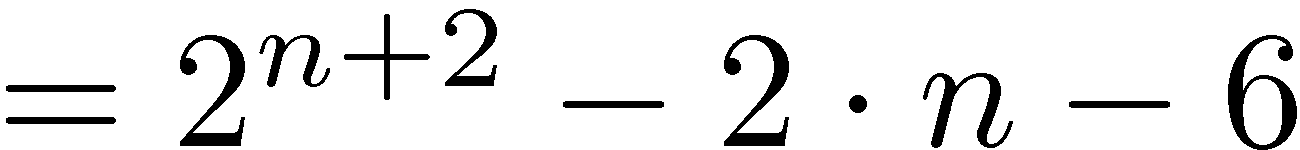 = 2^{n+2} − 2 · n − 6